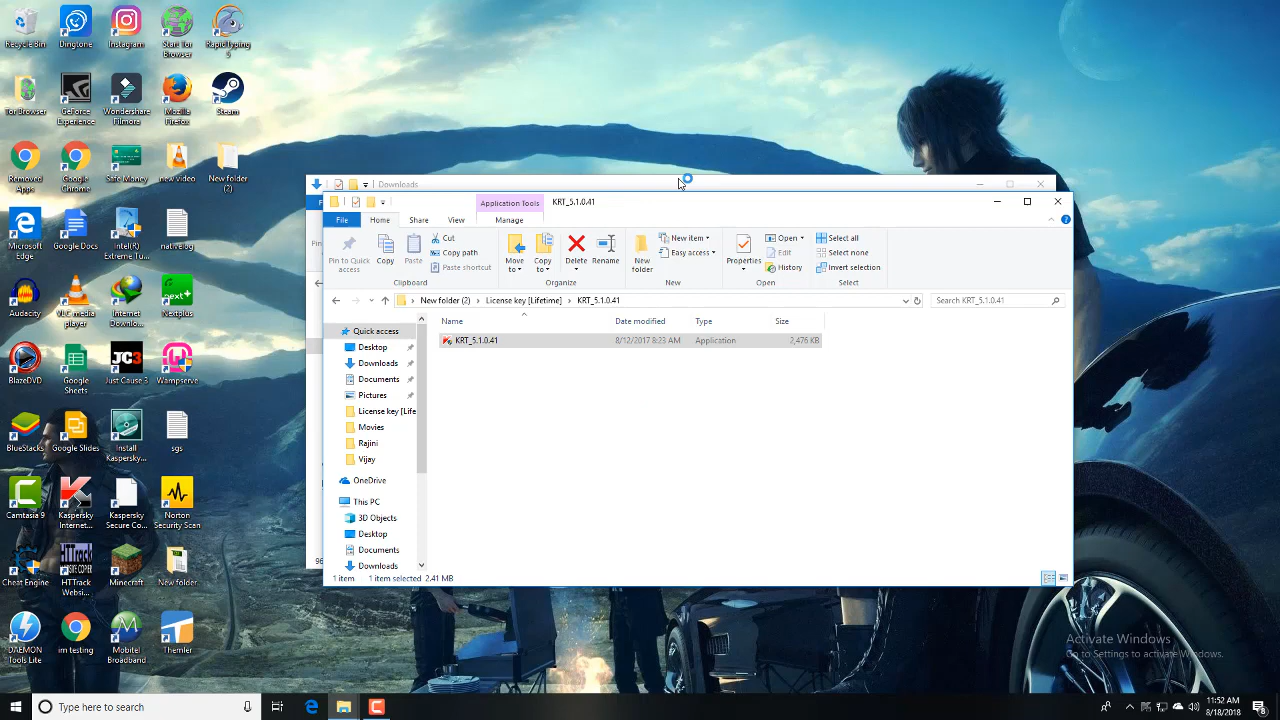 Recycle Bin
Dingtone
Instagram
Start Tor Browser
RapidTyping 5
Tor Browser
GeForce Experience
Wondershare Filmora
Mozilla Firefox
Steam
Removed Apps
Google Chrome
Safe Money
new video
New folder (2)
Microsoft Edge
Google Docs
Intel(R) Extreme Tu...
nativelog
Audacity
VLC media player
Internet Downlo...
Nextplus
BlazeDVD
Google Sheets
JC3
Just Cause 3
Wampserve
BlueStacks
Google Slides
Install Kaspersky...
sgs
Camtasia 9
Kaspersky Internet...
Kaspersky Secure Co...
Norton Security Scan
Cheat Engine
HTTrack Websi...
Minecraft
New folder
DAEMON Tools Lite
im testing
Mobitel Broadband
Themler
Downloads
Application Tools
KRT_5.1.0.41
File
Home
Share
View
Manage
Pin to Quick access
Copy
Paste
Cut
Copy path
Paste shortcut
Clipboard
Move to
Copy to
Delete
Rename
Organize
New folder
New item
Easy access
New
Properties
Open
Edit
History
Open
Select all
Select none
Invert selection
Select
New folder (2)
License key [Lifetime]
KRT_5.1.0.41
Search KRT_5.1.0.41
Name
Date modified
Type
Size
KRT_5.1.0.41
8/12/2017 8:23 AM
Application
2,476 KB
Quick access
Desktop
Downloads
Documents
Pictures
License key [Life
Movies
Rajini
Vijay
OneDrive
This PC
3D Objects
Desktop
Documents
Downloads
1 item
1 item selected 2.41 MB
Activate Windows
Go to Settings to activate Windows.
Type here to search
11:52 AM
8/18/2018